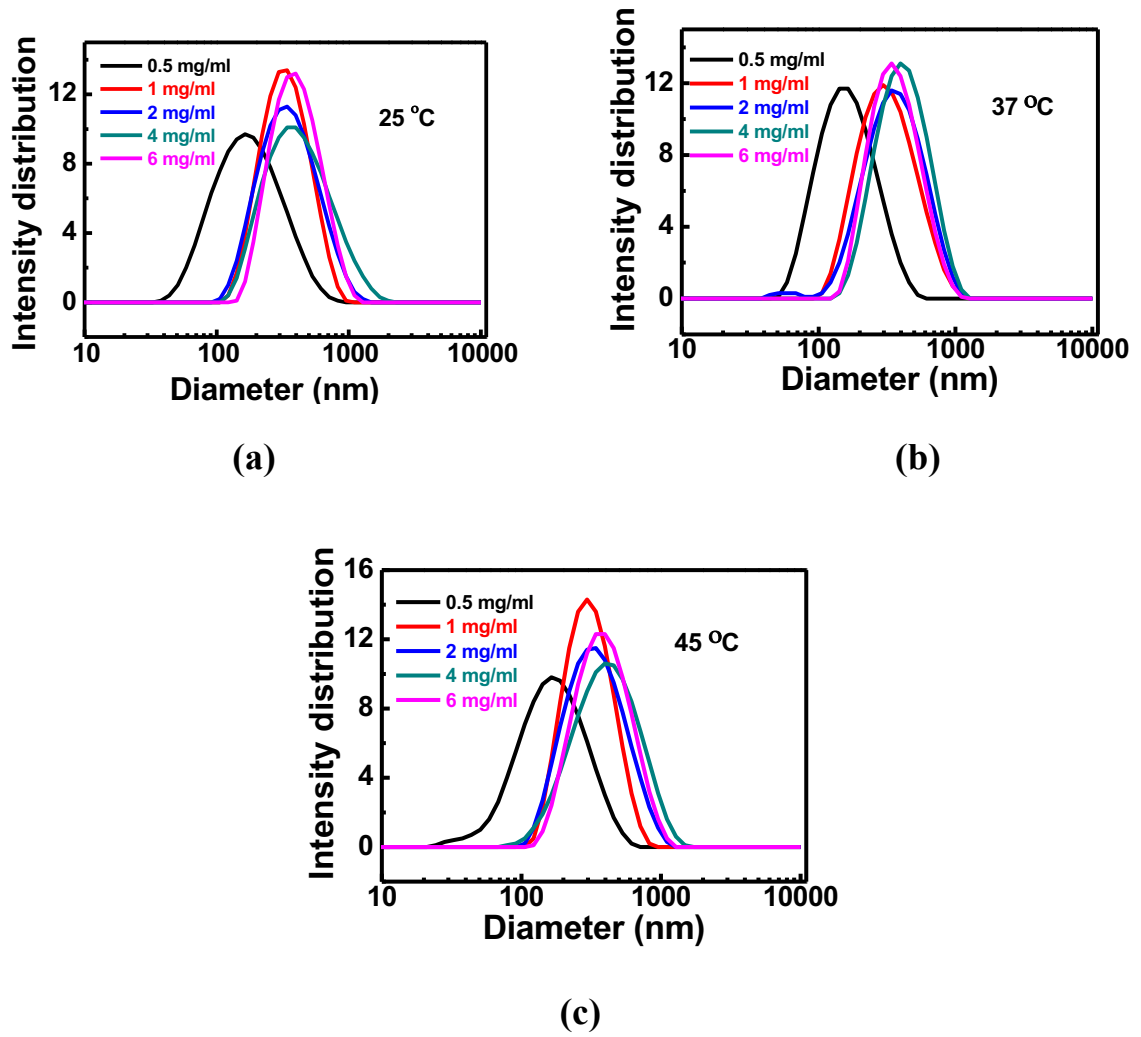 Intensity distribution
12
8
4
0
0.5 mg/ml
1 mg/ml
2 mg/ml
4 mg/ml
6 mg/ml
25 °C
10 100 1000 10000
Diameter (nm)
(a)
Intensity distribution
12
8
4
0
0.5 mg/ml
1 mg/ml
2 mg/ml
4 mg/ml
6 mg/ml
37 °C
10 100 1000 10000
Diameter (nm)
(b)
Intensity distribution
16
12
8
4
0
0.5 mg/ml
1 mg/ml
2 mg/ml
4 mg/ml
6 mg/ml
45 °C
10 100 1000 10000
Diameter (nm)
(c)